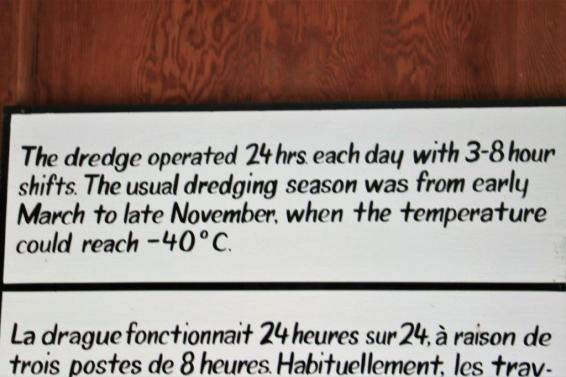 The dredge operated 24hrs. each day with 3-8 hour
shifts. The usual dredging season was from early
March to late November, when the temperature
could reach -40°C.
La drague fonctionnait 24 heures sur 24, à raison de
trois postes de 8 heures. Habituellement, les trav-